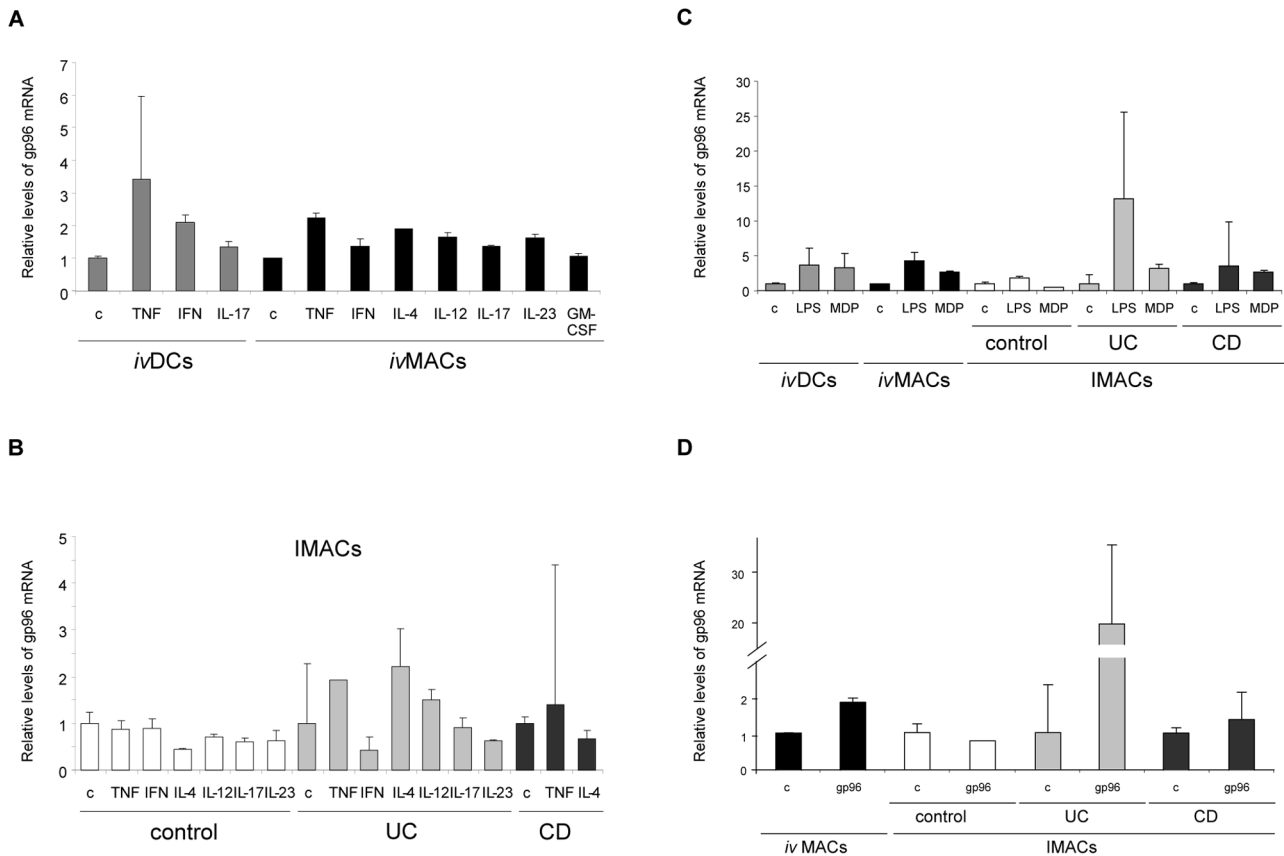 A
Relative levels of gp96 mRNA
7
6
5
4
3
2
1
0
c TNF IFN IL-17 c TNF IFN IL-4 IL-12 IL-17 IL-23 GM-CSF
ivDCs ivMACs
C
Relative levels of gp96 mRNA
30
25
20
15
10
5
0
c LPS MDP c LPS MDP c LPS MDP c LPS MDP c LPS MDP
control UC CD
ivDCs ivMACs IMACs
B
IMACs
Relative levels of gp96 mRNA
5
4
3
2
1
0
c TNF IFN IL-4 IL-12 IL-17 IL-23 c TNF IFN IL-4 IL-12 IL-17 IL-23 c TNF IL-4
control UC CD
D
Relative levels of gp96 mRNA
30
20
2
1
0
c gp96 c gp96 c gp96 c gp96
control UC CD
iv MACs IMACs